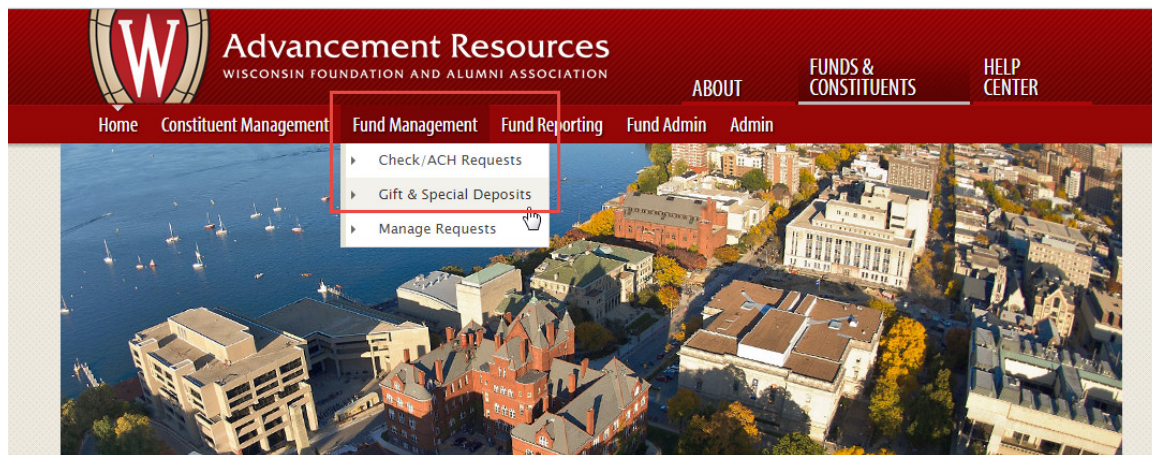 W
Advancement Resources
WISCONSIN FOUNDATION AND ALUMNI ASSOCIATION
ABOUT
FUNDS &
CONSTITUENTS
HELP
CENTER
Home Constituent Management Fund Management Fund Reporting Fund Admin Admin
Check/ACH Requests
Gift & Special Deposits
Manage Requests